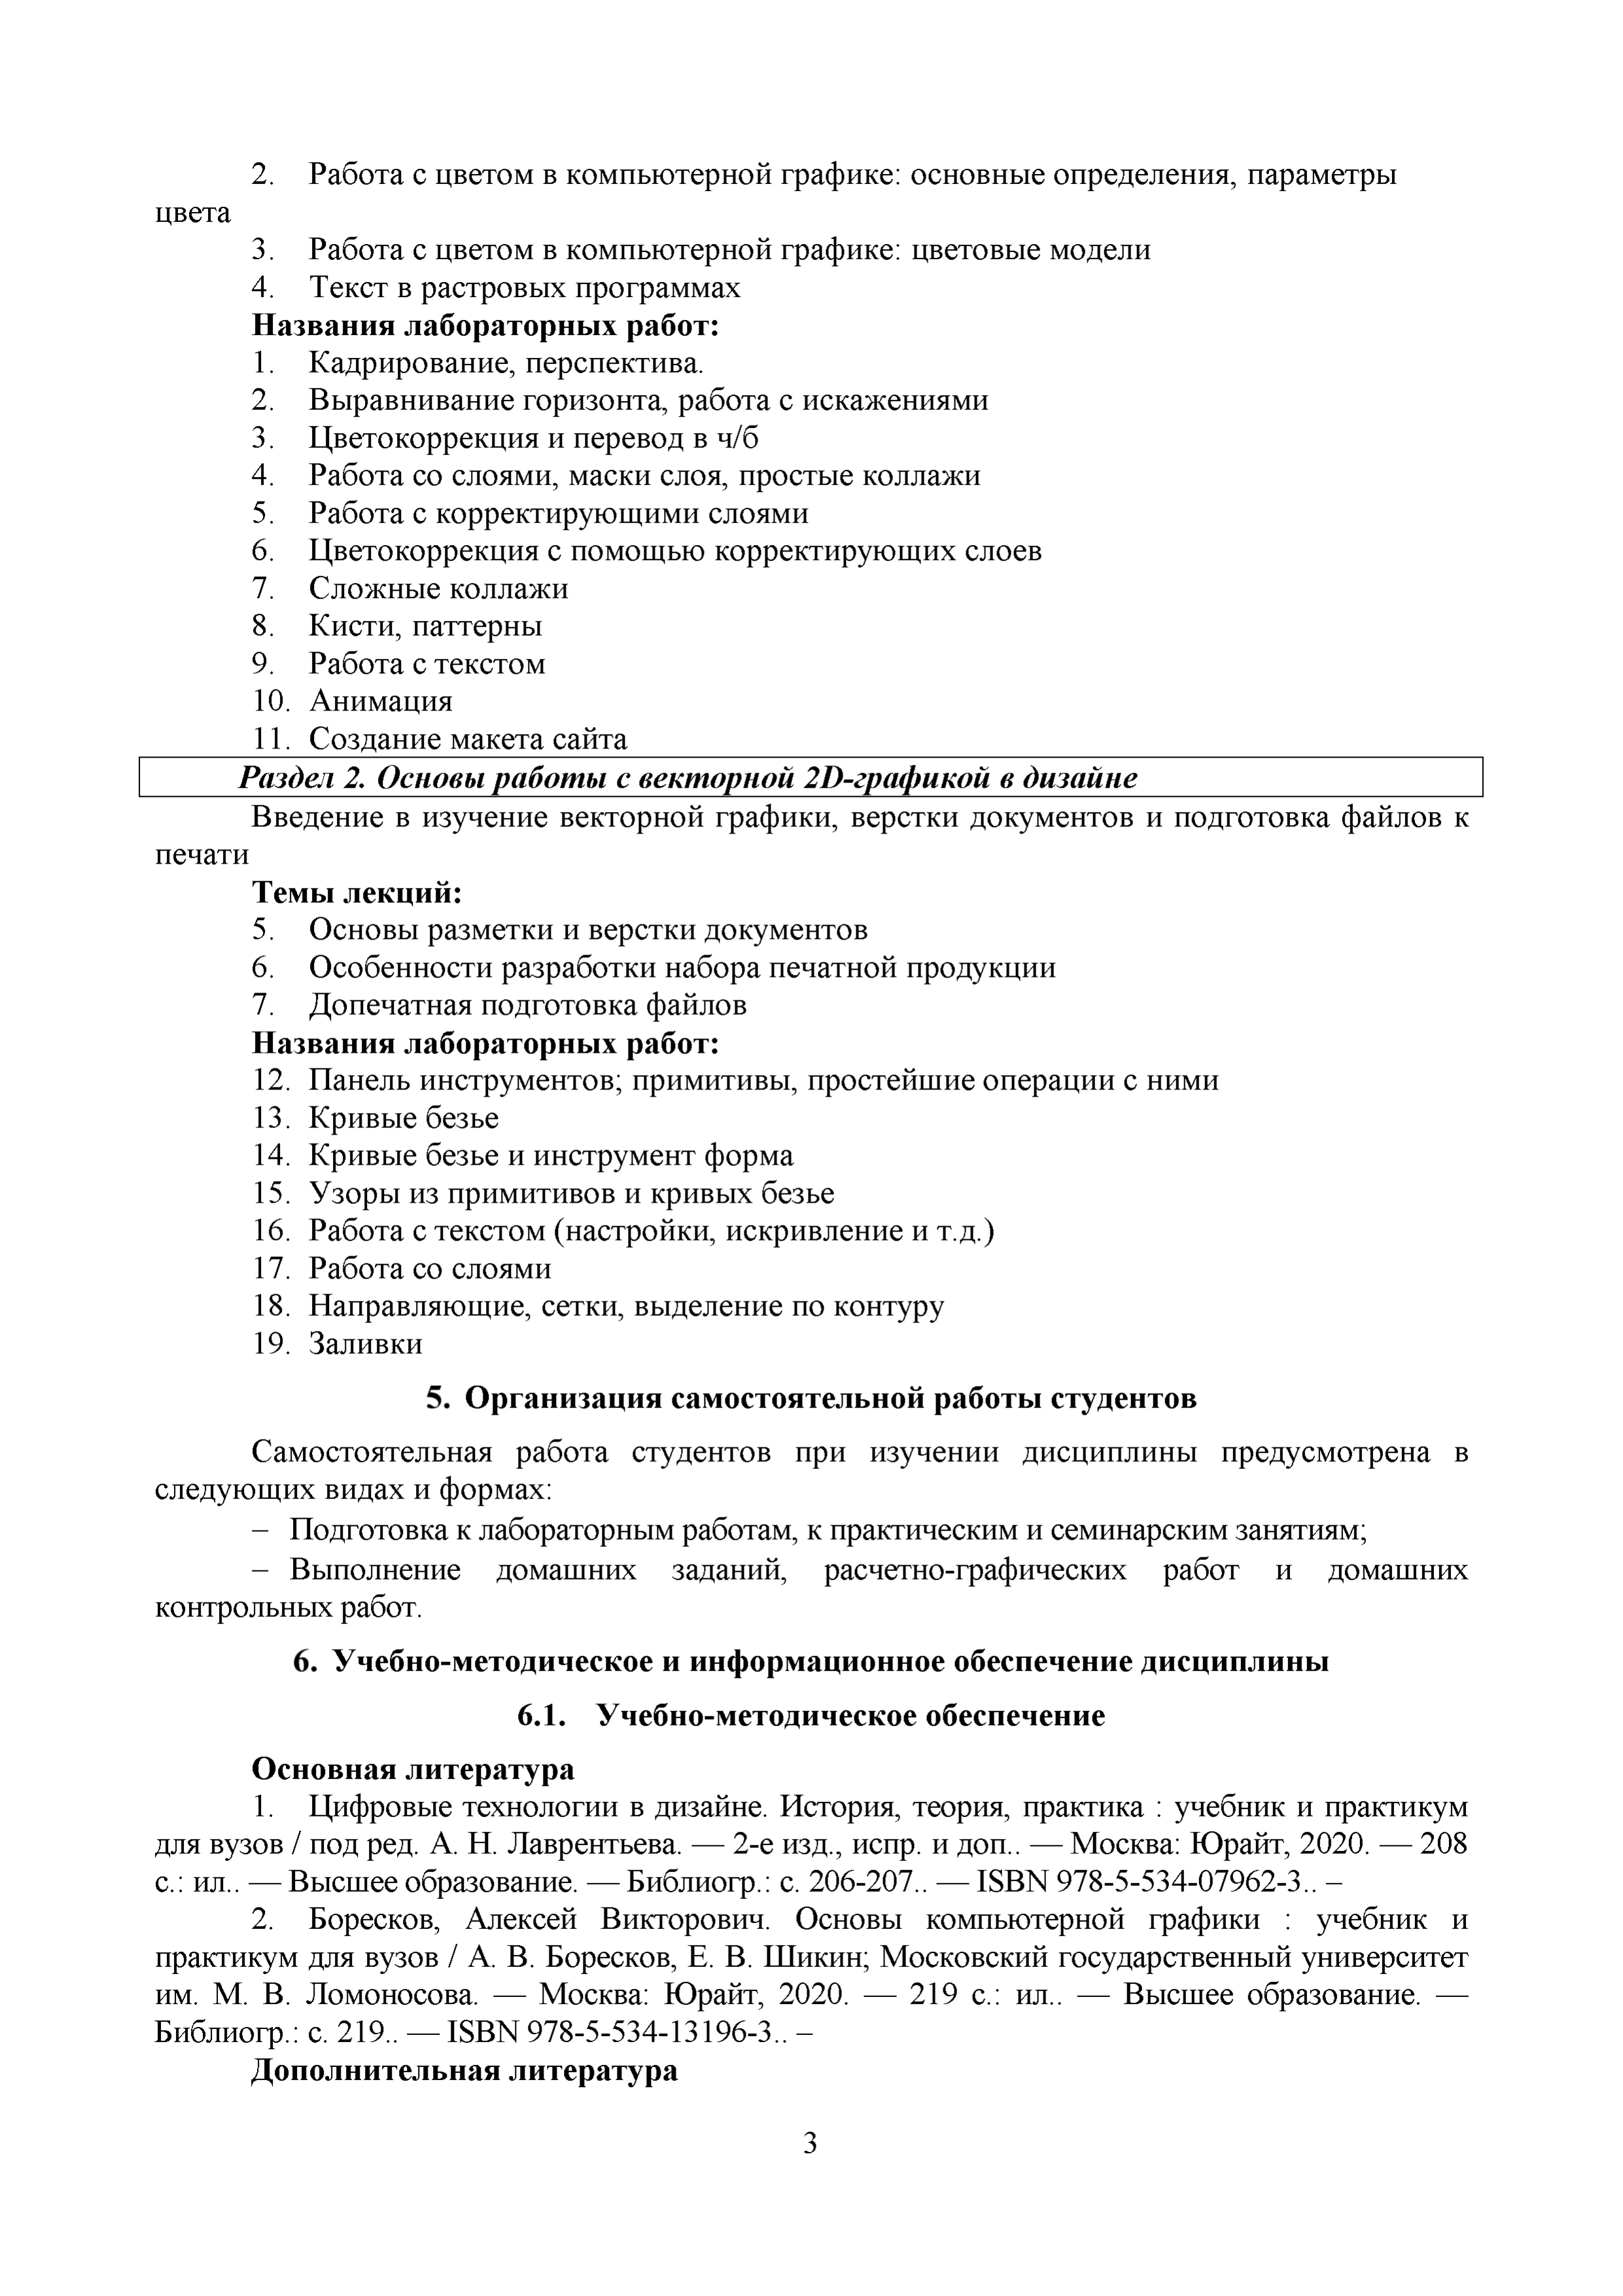 2. Работа с цветом в компьютерной графике: основные определения, параметры
цвета
3. Работа с цветом в компьютерной графике: цветовые модели
4. Текст в растровых программах
Названия лабораторных работ:
1. Кадрирование, перспектива.
2. Выравнивание горизонта, работа с искажениями
3. Цветокоррекция и перевод в ч/б
4. Работа со слоями, маски слоя, простые коллажи
5. Работа с корректирующими слоями
6. Цветокоррекция с помощью корректирующих слоев
7. Сложные коллажи
8. Кисти, паттерны
9. Работа с текстом
10. Анимация
11. Создание макета сайта
Раздел 2. Основы работы с векторной 2D-графикой в дизайне
Введение в изучение векторной графики, верстки документов и подготовка файлов к
печати
Темы лекций:
5. Основы разметки и верстки документов
6. Особенности разработки набора печатной продукции
7. Допечатная подготовка файлов
Названия лабораторных работ:
12. Панель инструментов; примитивы, простейшие операции с ними
13. Кривые безье
14. Кривые безье и инструмент форма
15. Узоры из примитивов и кривых безье
16. Работа с текстом (настройки, искривление и т.д.)
17. Работа со слоями
18. Направляющие, сетки, выделение по контуру
19. Заливки
5. Организация самостоятельной работы студентов
Самостоятельная работа студентов при изучении дисциплины предусмотрена в
следующих видах и формах:
– Подготовка к лабораторным работам, к практическим и семинарским занятиям;
– Выполнение домашних заданий, расчетно-графических работ и домашних
контрольных работ.
6. Учебно-методическое и информационное обеспечение дисциплины
6.1. Учебно-методическое обеспечение
Основная литература
1. Цифровые технологии в дизайне. История, теория, практика : учебник и практикум
для вузов / под ред. А. Н. Лаврентьева. — 2-е изд., испр. и доп.. — Москва: Юрайт, 2020. — 208
с.: ил.. — Высшее образование. — Библиогр.: с. 206-207.. — ISBN 978-5-534-07962-3.. –
2. Боресков, Алексей Викторович. Основы компьютерной графики : учебник и
практикум для вузов / А. В. Боресков, Е. В. Шикин; Московский государственный университет
им. М. В. Ломоносова. — Москва: Юрайт, 2020. — 219 с.: ил.. — Высшее образование. —
Библиогр.: с. 219.. — ISBN 978-5-534-13196-3.. –
Дополнительная литература
3